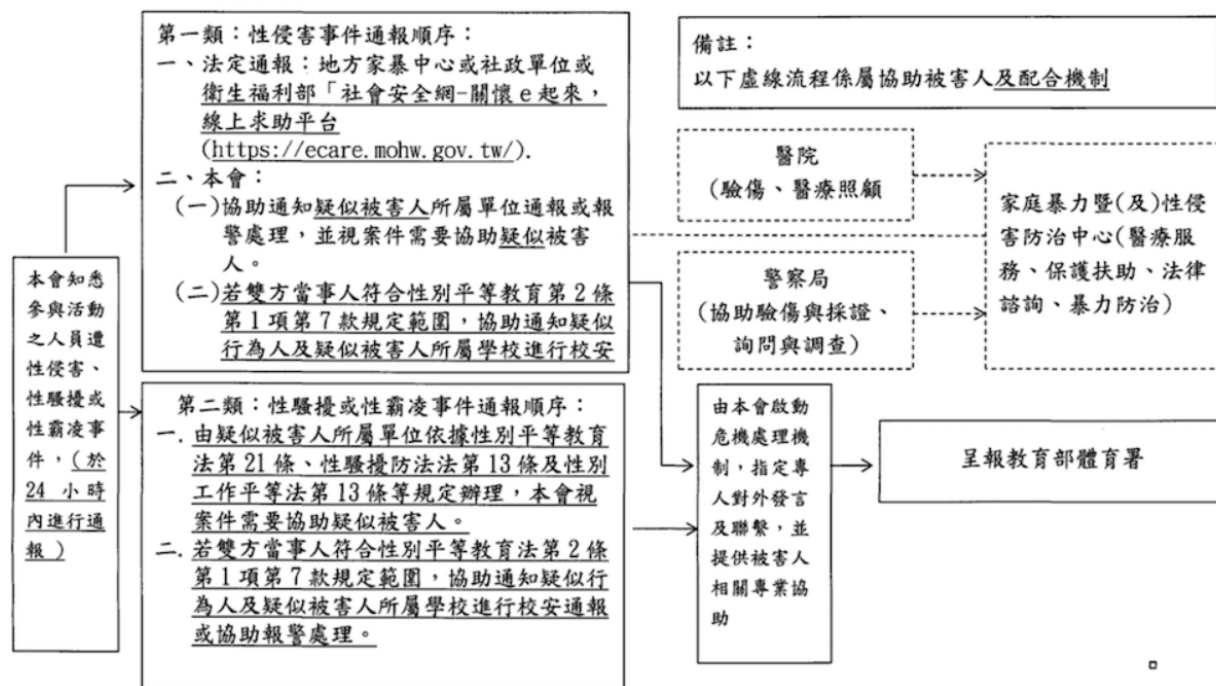 本會知悉
參與活動
之人員遭
性侵害、
性騷擾或
性霸凌事
件，(於
24 小時
內進行通
報)
第一類：性侵害事件通報順序：
一、法定通報：地方家暴中心或社政單位或
衛生福利部「社會安全網-關懷 e 起來，
線上求助平台
(https://ecare.mohw.gov.tw/).
二、本會：
(一)協助通知疑似被害人所屬單位通報或報
警處理，並視案件需要協助疑似被害
人。
(二)若雙方當事人符合性別平等教育第 2 條
第 1 項第 7 款規定範圍，協助通知疑似
行為人及疑似被害人所屬學校進行校安
第二類：性騷擾或性霸凌事件通報順序：
一. 由疑似被害人所屬單位依據性別平等教育
法第 21 條、性騷擾防法法第 13 條及性別
工作平等法第 13 條等規定辦理，本會視
案件需要協助疑似被害人。
二. 若雙方當事人符合性別平等教育法第 2 條
第 1 項第 7 款規定範圍，協助通知疑似行
為人及疑似被害人所屬學校進行校安通報
或協助報警處理。
備註：
以下虛線流程係屬協助被害人及配合機制
醫院
(驗傷、醫療照顧
警察局
(協助驗傷與採證、
詢問與調查)
家庭暴力暨(及)性侵
害防治中心(醫療服
務、保護扶助、法律
諮詢、暴力防治)
由本會啟動
危機處理機
制，指定專
人對外發言
及聯繫，並
提供被害人
相關專業協
助
呈報教育部體育署